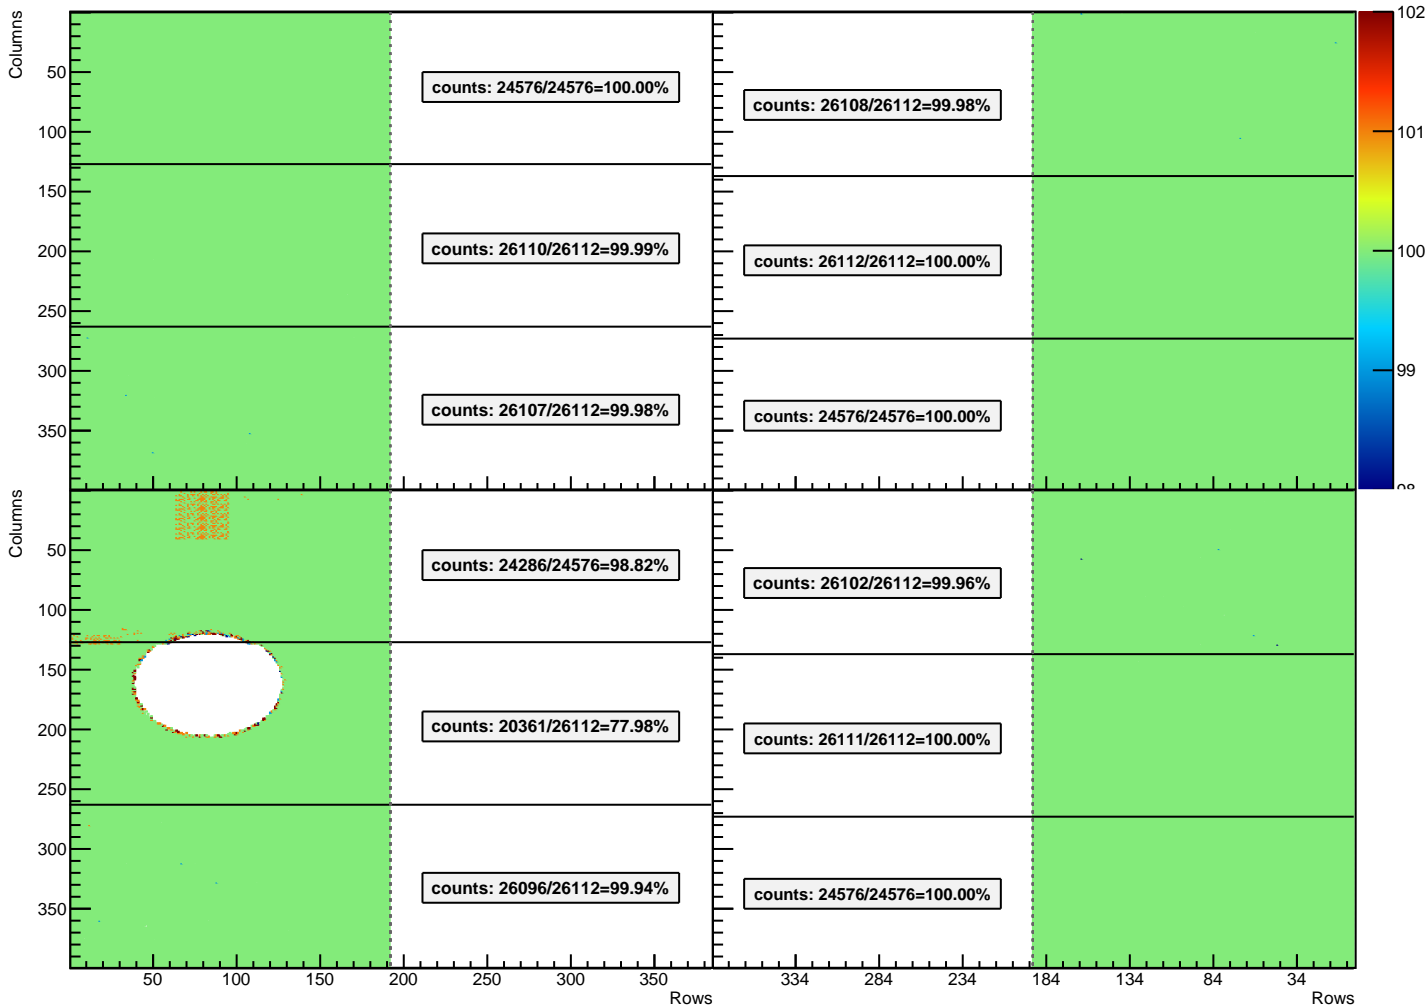 Columns
50
100
150
200
250
300
350
counts: 24576/24576=100.00%
counts: 26110/26112=99.99%
counts: 26107/26112=99.98%
counts: 26108/26112=99.98%
counts: 26112/26112=100.00%
counts: 24576/24576=100.00%
102
101
100
99
98
Columns
50
100
150
200
250
300
350
counts: 24286/24576=98.82%
counts: 20361/26112=77.98%
counts: 26096/26112=99.94%
counts: 26102/26112=99.96%
counts: 26111/26112=100.00%
counts: 24576/24576=100.00%
50 100 150 200 250 300 350
Rows
334 284 234 184 134 84 34
Rows